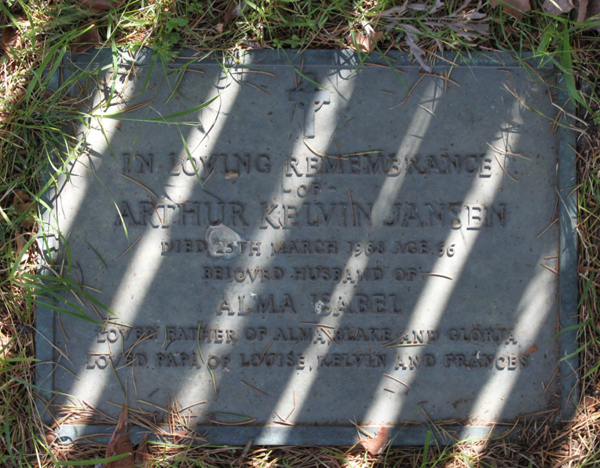 IN LOVING REMEMBRANCE
- OF -
ARTHUR KELVIN JANSEN
DIED 25TH MARCH 1968 AGE 66
BELOVED HUSBAND OF
ALMA ISABEL
LOVED FATHER OF ALMA, BLAKE AND GLORIA
LOVED PAPA OF LOUISE, KELVIN AND FRANCES